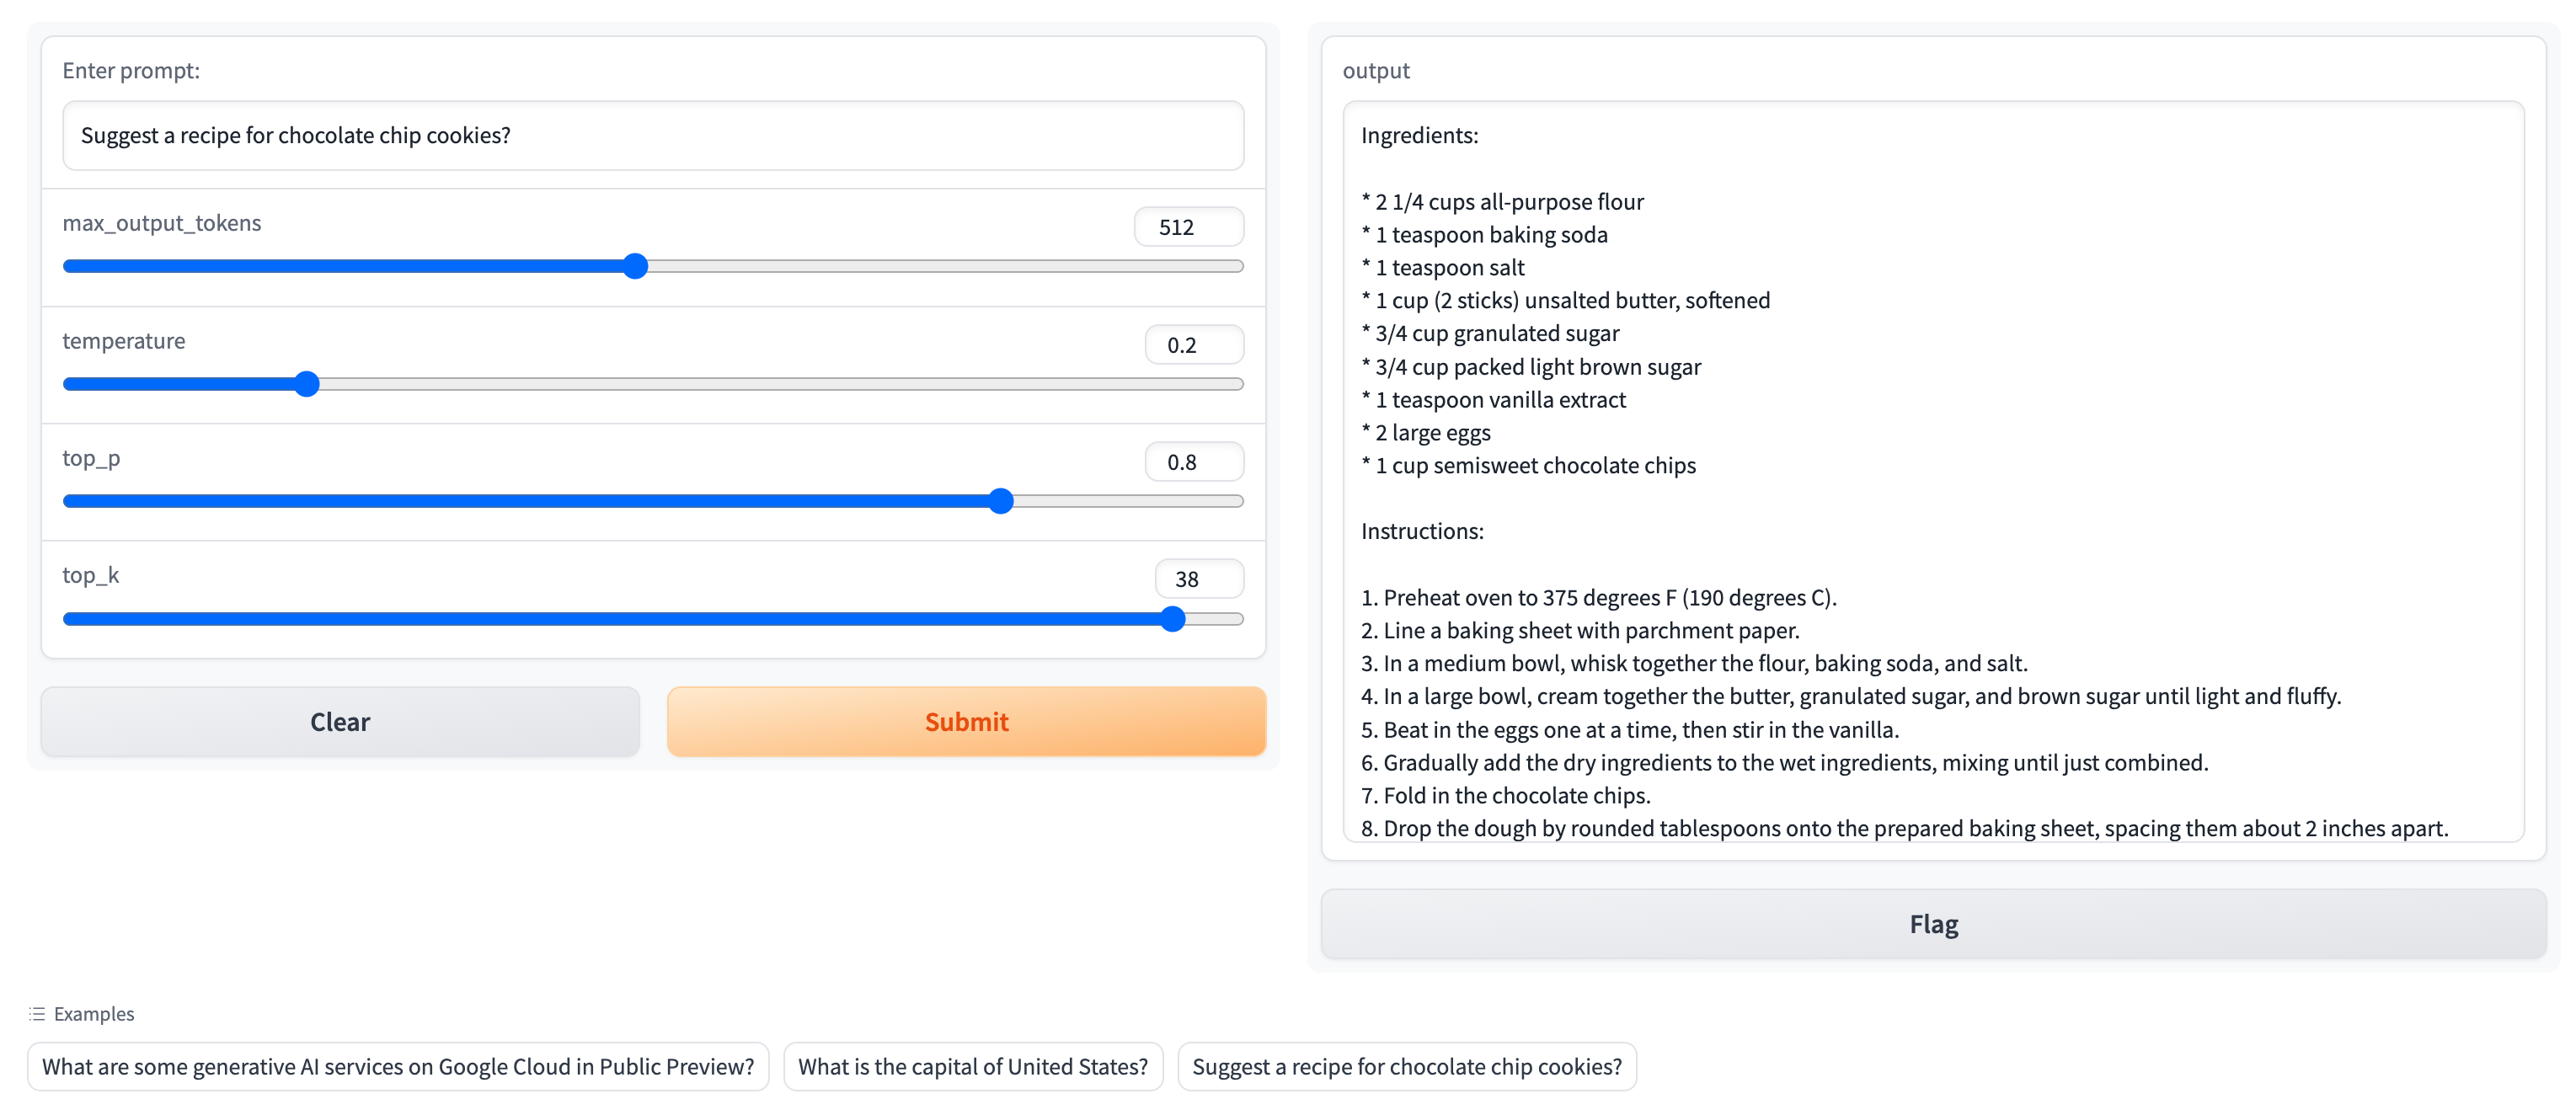 Enter prompt:
Suggest a recipe for chocolate chip cookies?
max_output_tokens
512
temperature
0.2
top_p
0.8
top_k
38
Clear
Submit
output
Ingredients:
* 2 1/4 cups all-purpose flour
* 1 teaspoon baking soda
* 1 teaspoon salt
* 1 cup (2 sticks) unsalted butter, softened
* 3/4 cup granulated sugar
* 3/4 cup packed light brown sugar
* 1 teaspoon vanilla extract
* 2 large eggs
* 1 cup semisweet chocolate chips
Instructions:
1. Preheat oven to 375 degrees F (190 degrees C).
2. Line a baking sheet with parchment paper.
3. In a medium bowl, whisk together the flour, baking soda, and salt.
4. In a large bowl, cream together the butter, granulated sugar, and brown sugar until light and fluffy.
5. Beat in the eggs one at a time, then stir in the vanilla.
6. Gradually add the dry ingredients to the wet ingredients, mixing until just combined.
7. Fold in the chocolate chips.
8. Drop the dough by rounded tablespoons onto the prepared baking sheet, spacing them about 2 inches apart.
Flag
Examples
What are some generative AI services on Google Cloud in Public Preview?
What is the capital of United States?
Suggest a recipe for chocolate chip cookies?